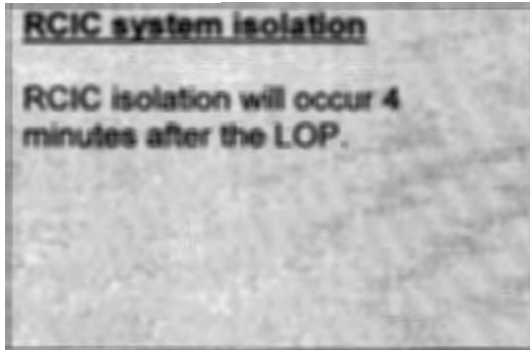 RCIC system isolation
RCIC isolation will occur 4
minutes after the LOP.